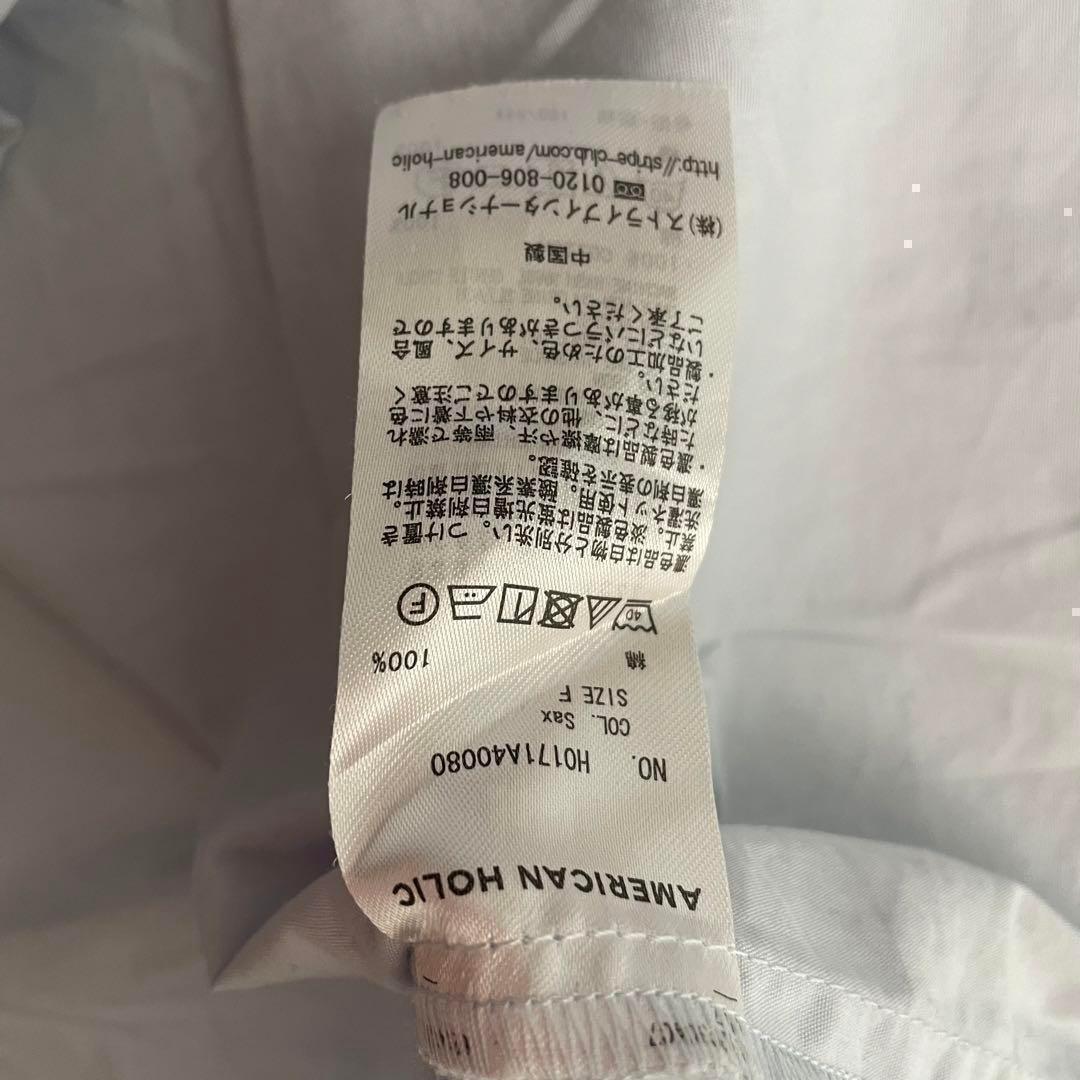 AMERICAN HOLIC
NO. H0171A40080
COL. Sax
SIZE F
綿 100%
40
F
濃色品は白物と分別洗い。つけ置き
禁止。淡色製品は蛍光増白剤禁止。
洗濯ネット使用。酸素系漂白剤時は
漂白剤の表示を確認。
・濃色製品は摩擦や汗、雨等で濡れ
た時などに、他の衣料や下着に色
が移る事がありますのでご注意く
ださい。
・製品加工のため色、サイズ、風合
いなどにバラつきがありますので
ご了承ください。
中国製
(株)ストライプインターナショナル
0120-806-008
http://stripe-club.com/american-holic